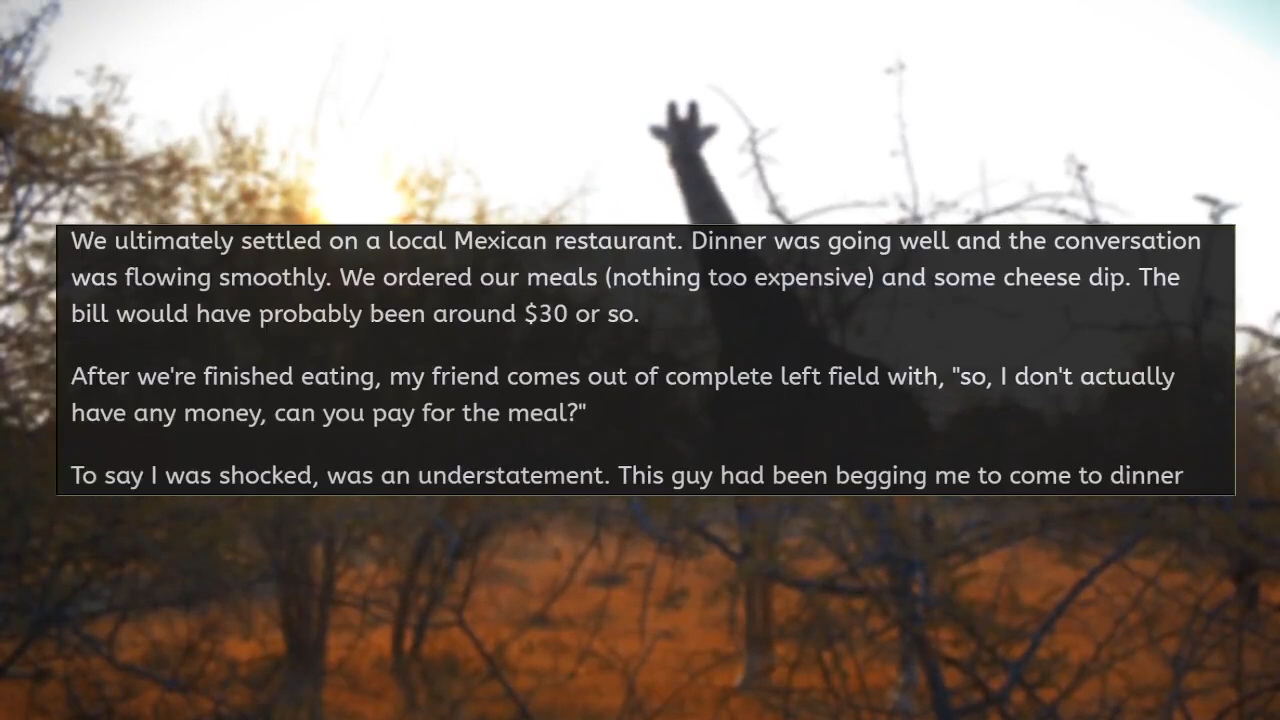 We ultimately settled on a local Mexican restaurant. Dinner was going well and the conversation
was flowing smoothly. We ordered our meals (nothing too expensive) and some cheese dip. The
bill would have probably been around $30 or so.
After we're finished eating, my friend comes out of complete left field with, "so, I don't actually
have any money, can you pay for the meal?"
To say I was shocked, was an understatement. This guy had been begging me to come to dinner